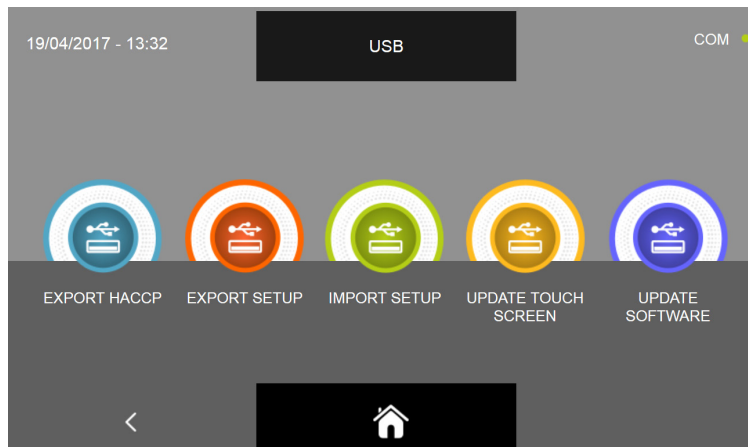 19/04/2017 - 13:32
USB
COM
EXPORT HACCP
EXPORT SETUP
IMPORT SETUP
UPDATE TOUCH
SCREEN
UPDATE
SOFTWARE